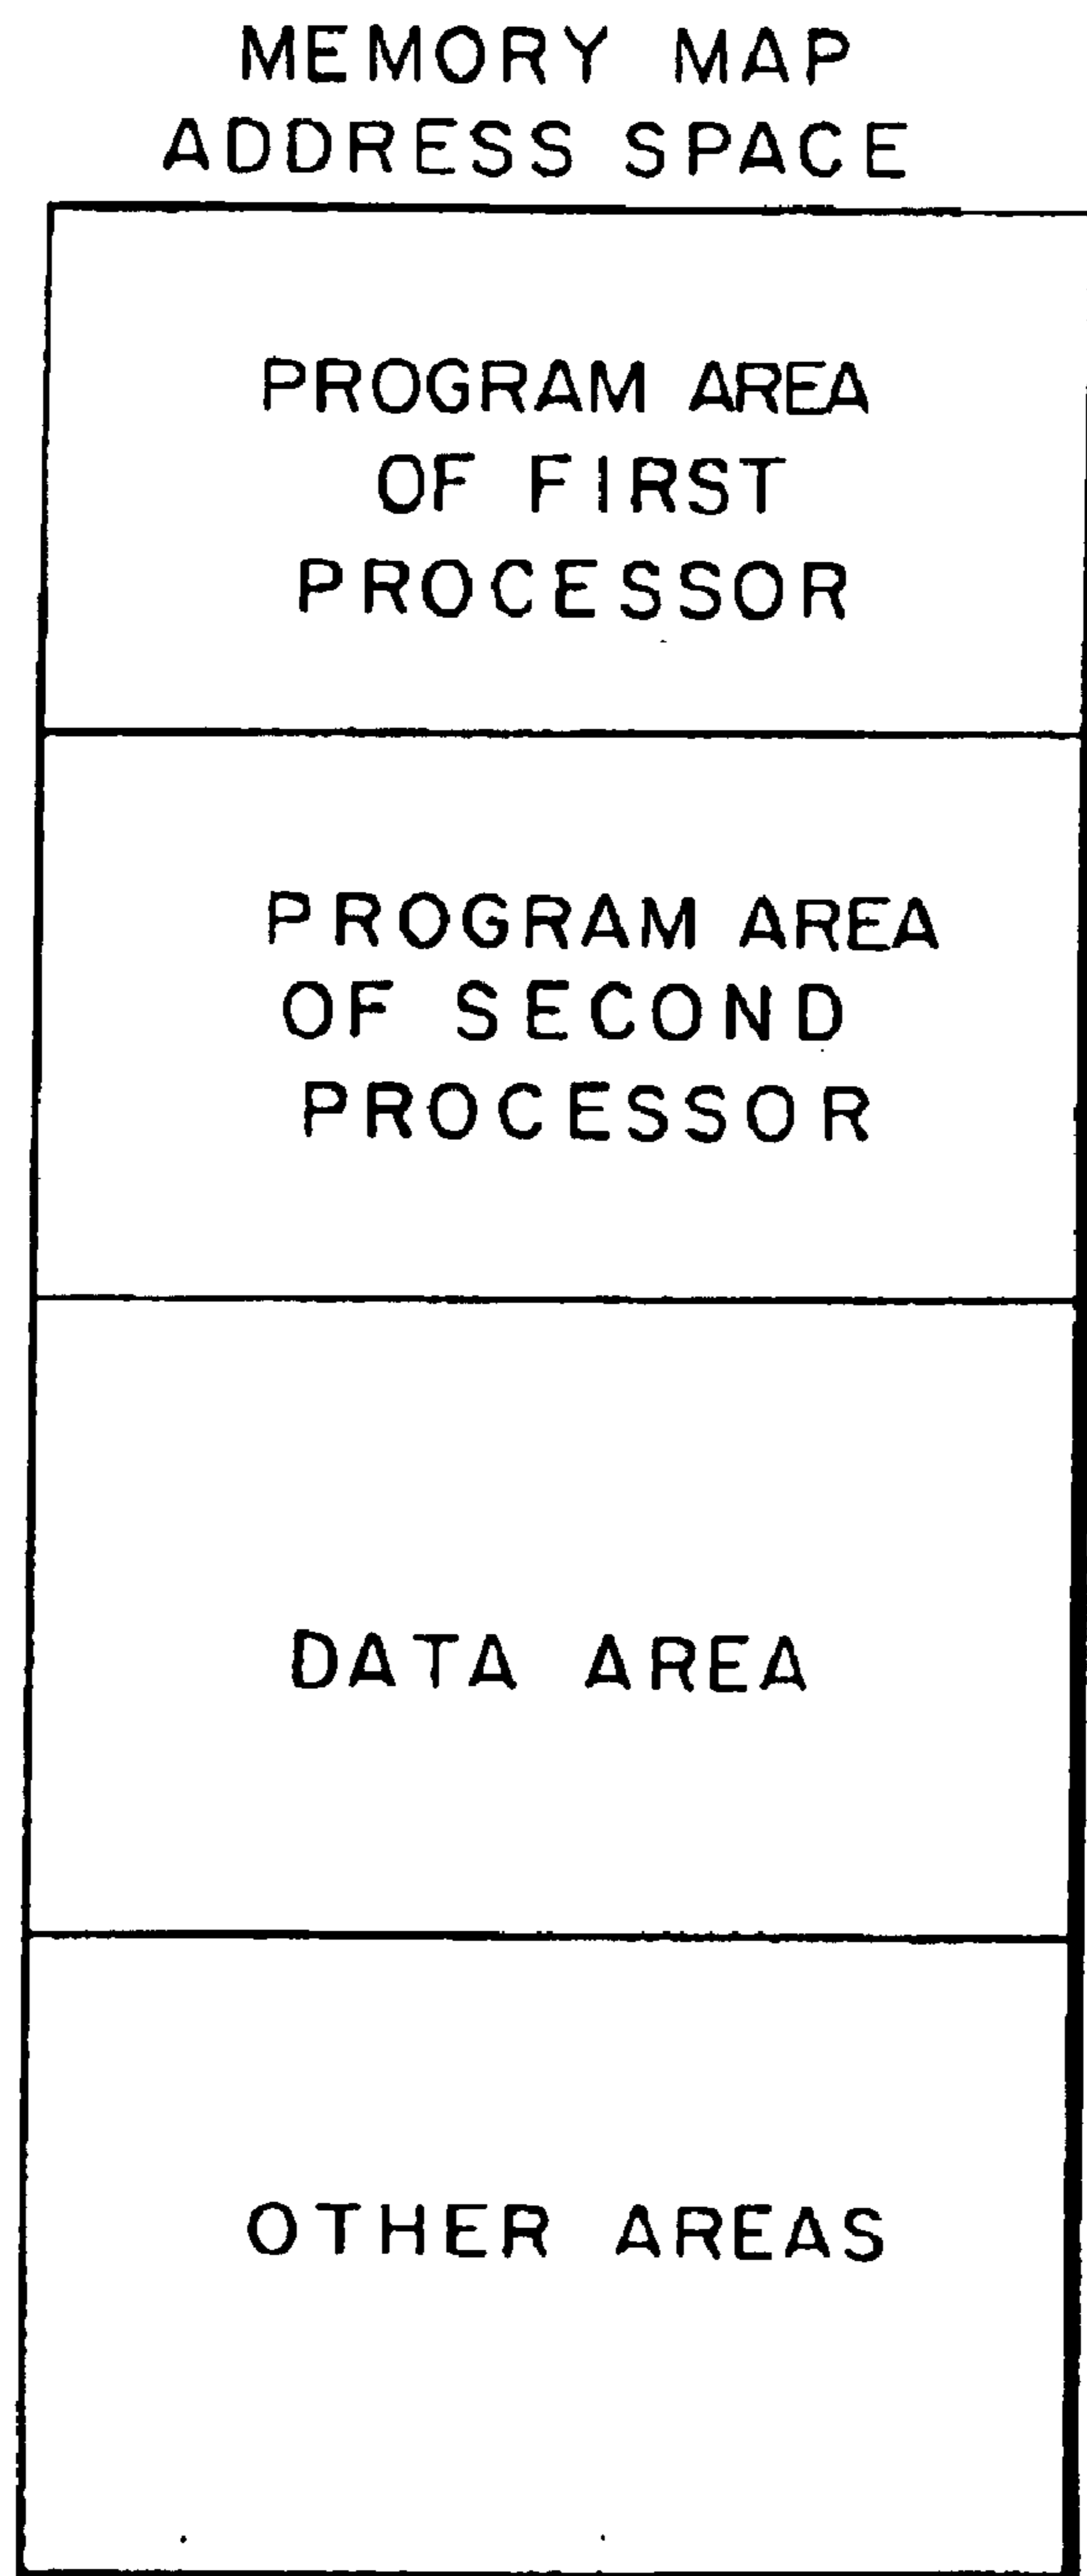 MEMORY MAP
ADDRESS SPACE
PROGRAM AREA
OF FIRST
PROCESSOR
PROGRAM AREA
OF SECOND
PROCESSOR
DATA AREA
OTHER AREAS